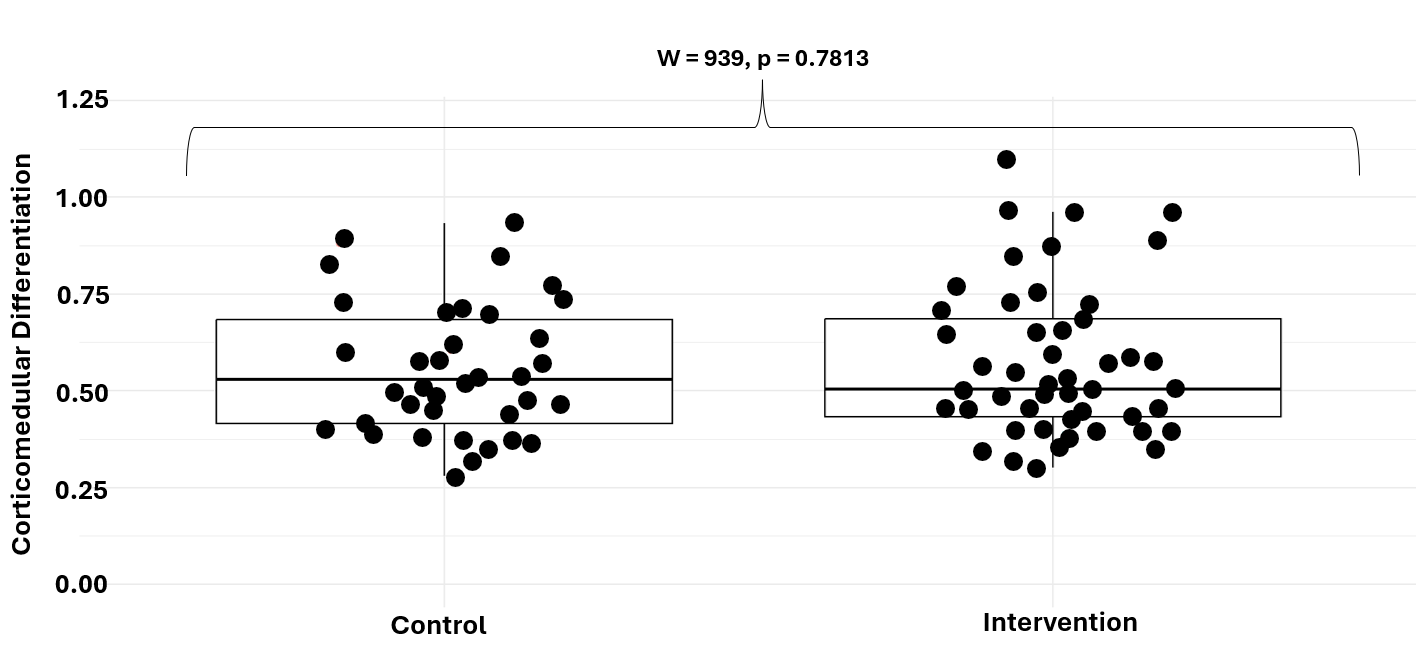 W = 939, p = 0.7813
1.25
1.00
0.75
0.50
0.25
0.00
Corticomedullar Differentiation
Control
Intervention